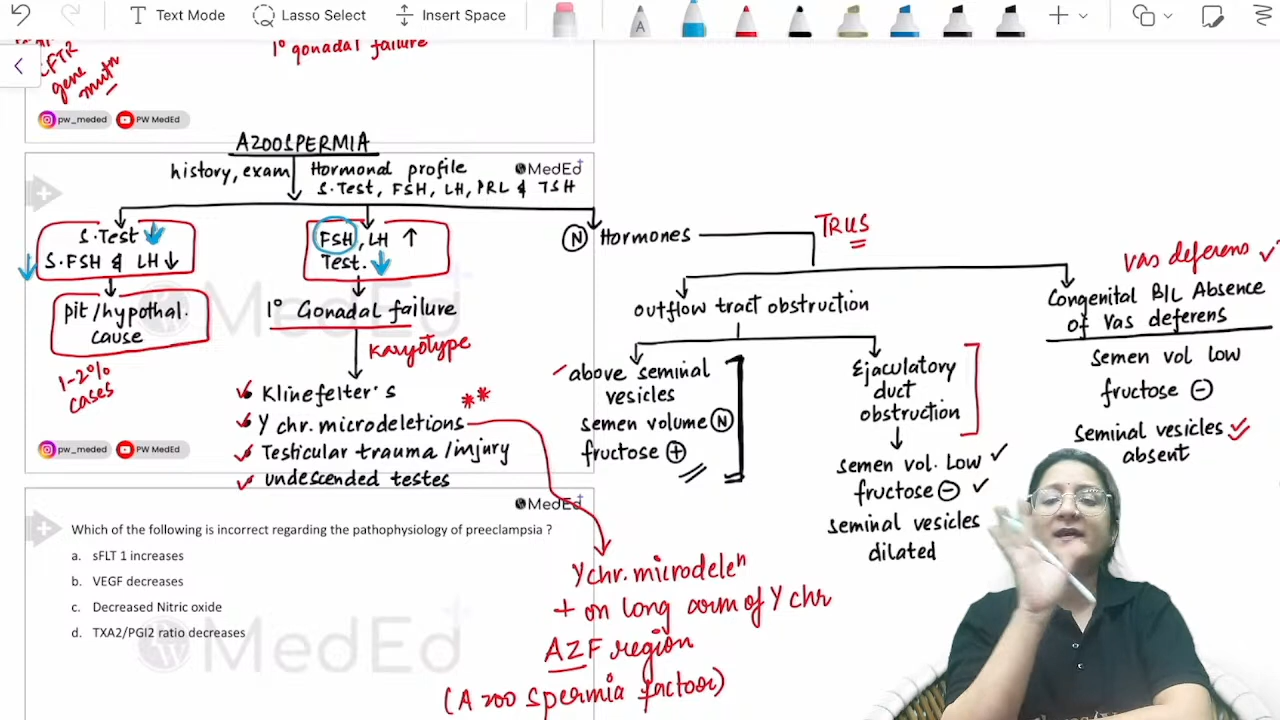 Text Mode
Lasso Select
Insert Space
A
CFTR
gene
mutn
1° gonadal failure
pw_meded
PW MedEd
AZOOSPERMIA
history, exam
Hormonal profile
S.Test, FSH, LH, PRL & TSH
MedEd
S.Test ↓
S.FSH & LH ↓
Pit/hypothal.
cause
1-2%
cases
FSH, LH ↑
Test. ↓
1° Gonadal failure
Karyotype
Klinefelter's
Y chr. microdeletions **
Testicular trauma/injury
undescended testes
N Hormones
TRUS
outflow tract obstruction
above seminal
vesicles
semen volume N
fructose +
Ejaculatory
duct
obstruction
semen vol. Low
fructose -
seminal vesicles
dilated
vas deferens
Congenital B/L Absence
of Vas deferens
semen vol low
fructose -
seminal vesicles
absent
MedEd
pw_meded
PW MedEd
MedEd
Which of the following is incorrect regarding the pathophysiology of preeclampsia ?
a. sFLT 1 increases
b. VEGF decreases
c. Decreased Nitric oxide
d. TXA2/PGI2 ratio decreases
MedEd
Y chr. microdeleⁿ
+ on long arm of Y chr
AZF region
(Azoospermia factor)